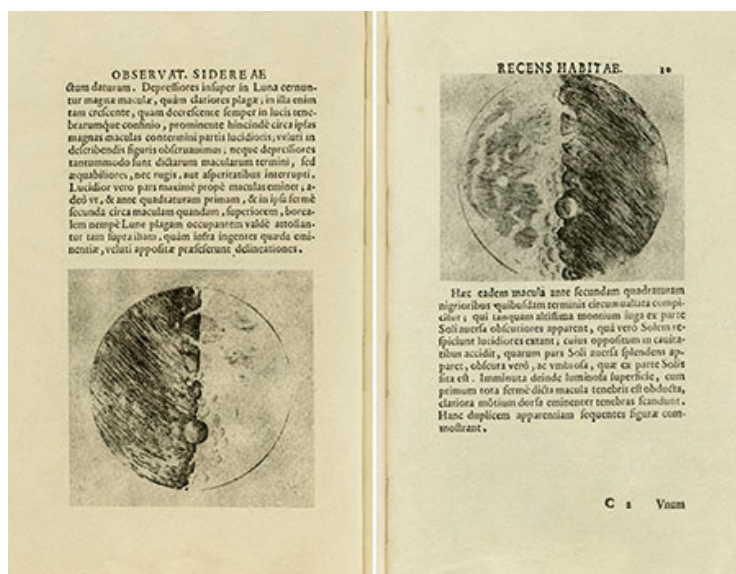 OBSERVAT. SIDEREAE
ctum daturam. Depreſſiores inſuper in Luna cernun-
tur magnæ maculæ, quàm clariores plagæ; in illa enim
tam creſcente, quam decreſcente ſemper in lucis tene-
brarumque confinio, prominente hincindè circa ipſas
magnas maculas contermini partis lucidioris; veluti in
deſcribendis figuris obſeruauimus; neque depreſſiores
tantummodo ſunt dictarum macularum termini, ſed
æquabiliores, nec rugis, aut aſperitatibus interrupti.
Lucidior vero pars maximè propè maculas eminet; a-
deò vt, & ante quadraturam primam, & in ipſa fermè
ſecunda circa maculam quandam, ſuperiorem, borea-
lem nempè Lunæ plagam occupantem valdè attollan-
tur tam ſupra illam, quàm infra ingentes quæda emi-
nentiæ, veluti appoſitæ præſeferunt delineationes.
RECENS HABITAE. 10
Hæc eadem macula ante ſecundam quadraturam
nigrioribus quibuſdam terminis circumuallata conſpi-
citur; qui tanquam altiſſima montium iuga ex parte
Soli auerſa obſcuriores apparent, quà verò Solem re-
ſpiciunt lucidiores extant; cuius oppoſitum in cauita-
tibus accidit, quarum pars Soli auerſa ſplendens ap-
paret, obſcura verò, ac vmbroſa, quæ ex parte Solis
ſita eſt. Imminuta deinde luminoſa ſuperficie, cum
primum tota fermè dicta macula tenebris eſt obducta,
clariora mõtium dorſa eminenter tenebras ſcandunt.
Hanc duplicem apparentiam ſequentes figuræ com-
moſtrant.
C 2 Vnum